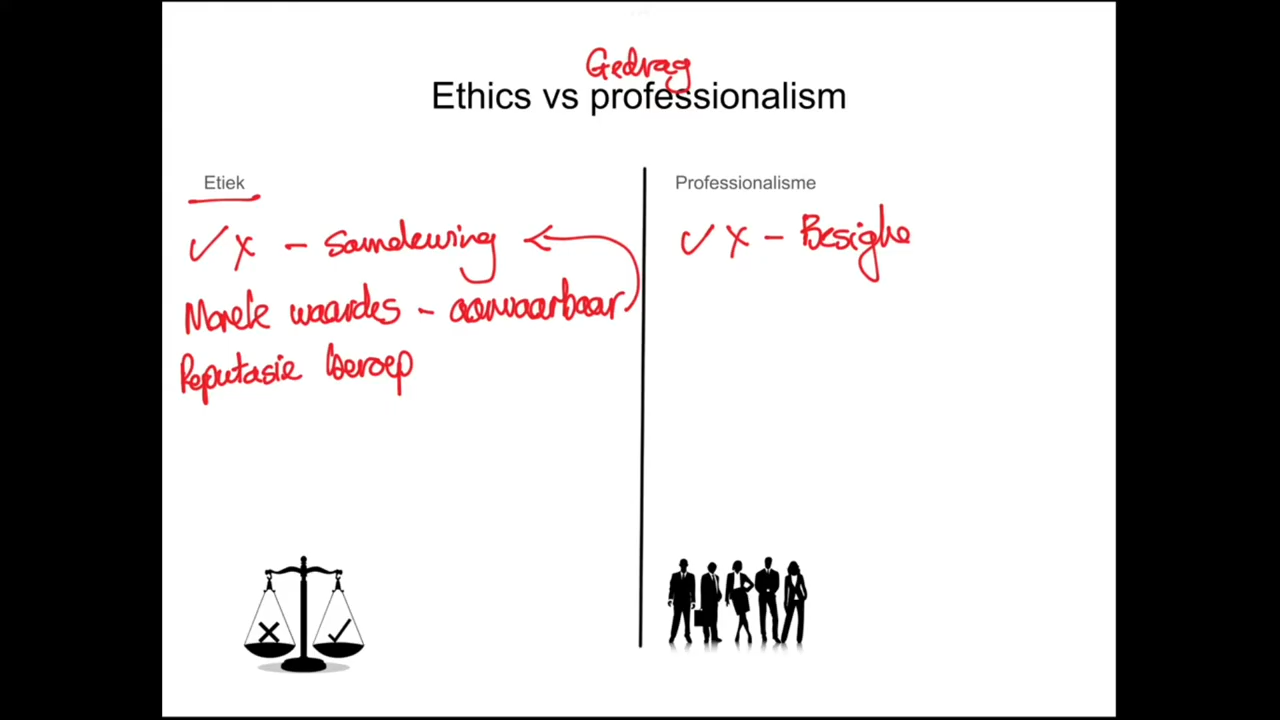 Gedrag
Ethics vs professionalism
Etiek
✓ X - Samelewing
Morele waardes - aanvaarbaar
Reputasie beroep
Professionalisme
✓ X - Besighe